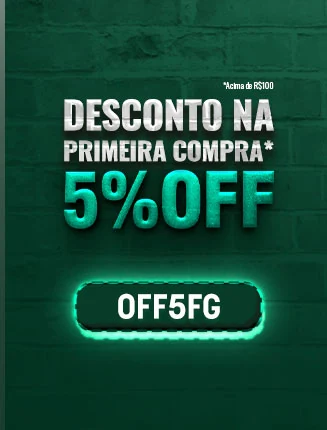 *Acima de R$100
DESCONTO NA
PRIMEIRA COMPRA*
5%OFF
OFF5FG